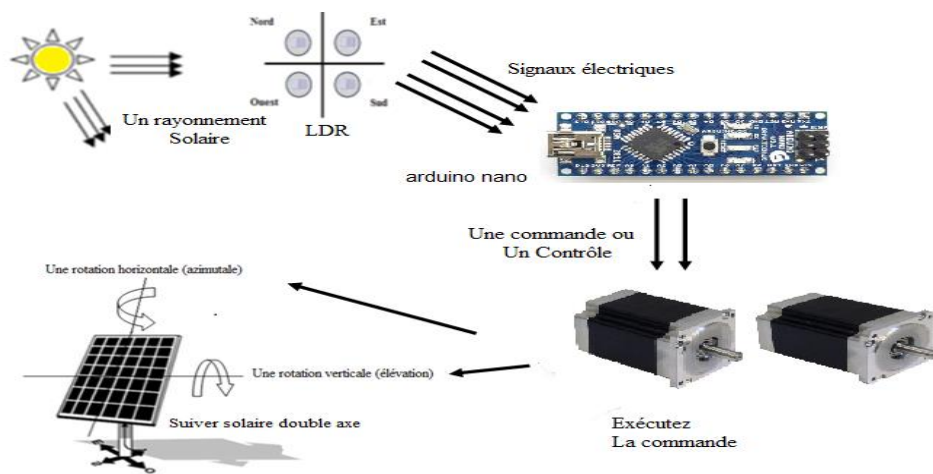 Nord
Est
Ouest
Sud
LDR
Un rayonnement
Solaire
Signaux électriques
arduino nano
Une commande ou
Un Contrôle
Une rotation horizontale (azimutale)
Une rotation verticale (élévation)
Suiver solaire double axe
Exécutez
La commande